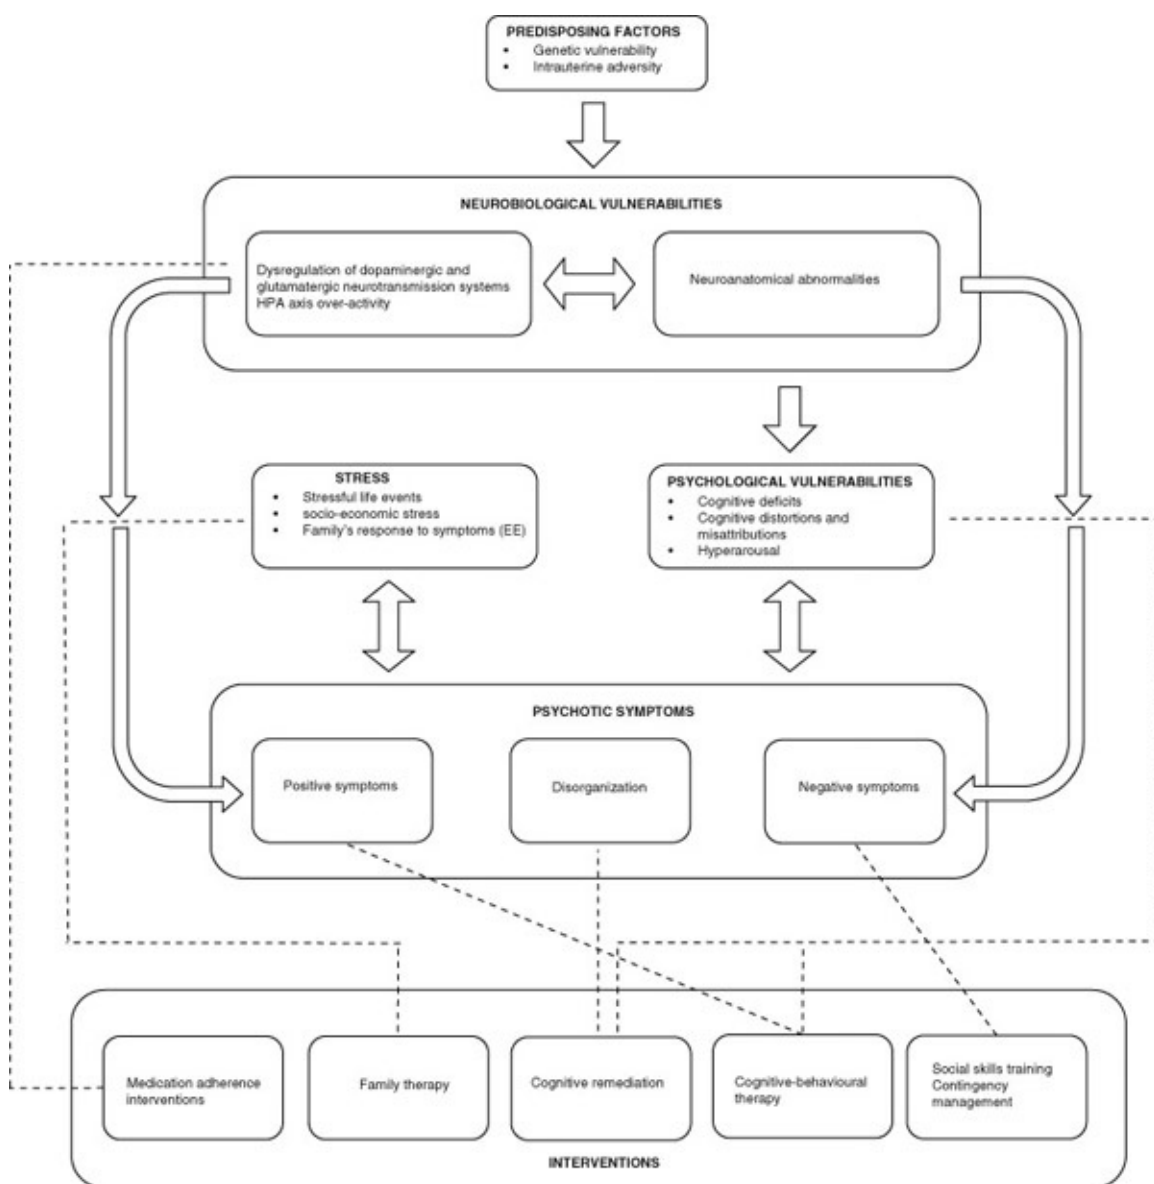 PREDISPOSING FACTORS
• Genetic vulnerability
• Intrauterine adversity
NEUROBIOLOGICAL VULNERABILITIES
Dysregulation of dopaminergic and
glutamatergic neurotransmission systems
HPA axis over-activity
Neuroanatomical abnormalities
STRESS
• Stressful life events
• socio-economic stress
• Family's response to symptoms (EE)
PSYCHOLOGICAL VULNERABILITIES
• Cognitive deficits
• Cognitive distortions and
misattributions
• Hyperarousal
PSYCHOTIC SYMPTOMS
Positive symptoms
Disorganization
Negative symptoms
Medication adherence
interventions
Family therapy
Cognitive remediation
Cognitive-behavioural
therapy
Social skills training
Contingency
management
INTERVENTIONS